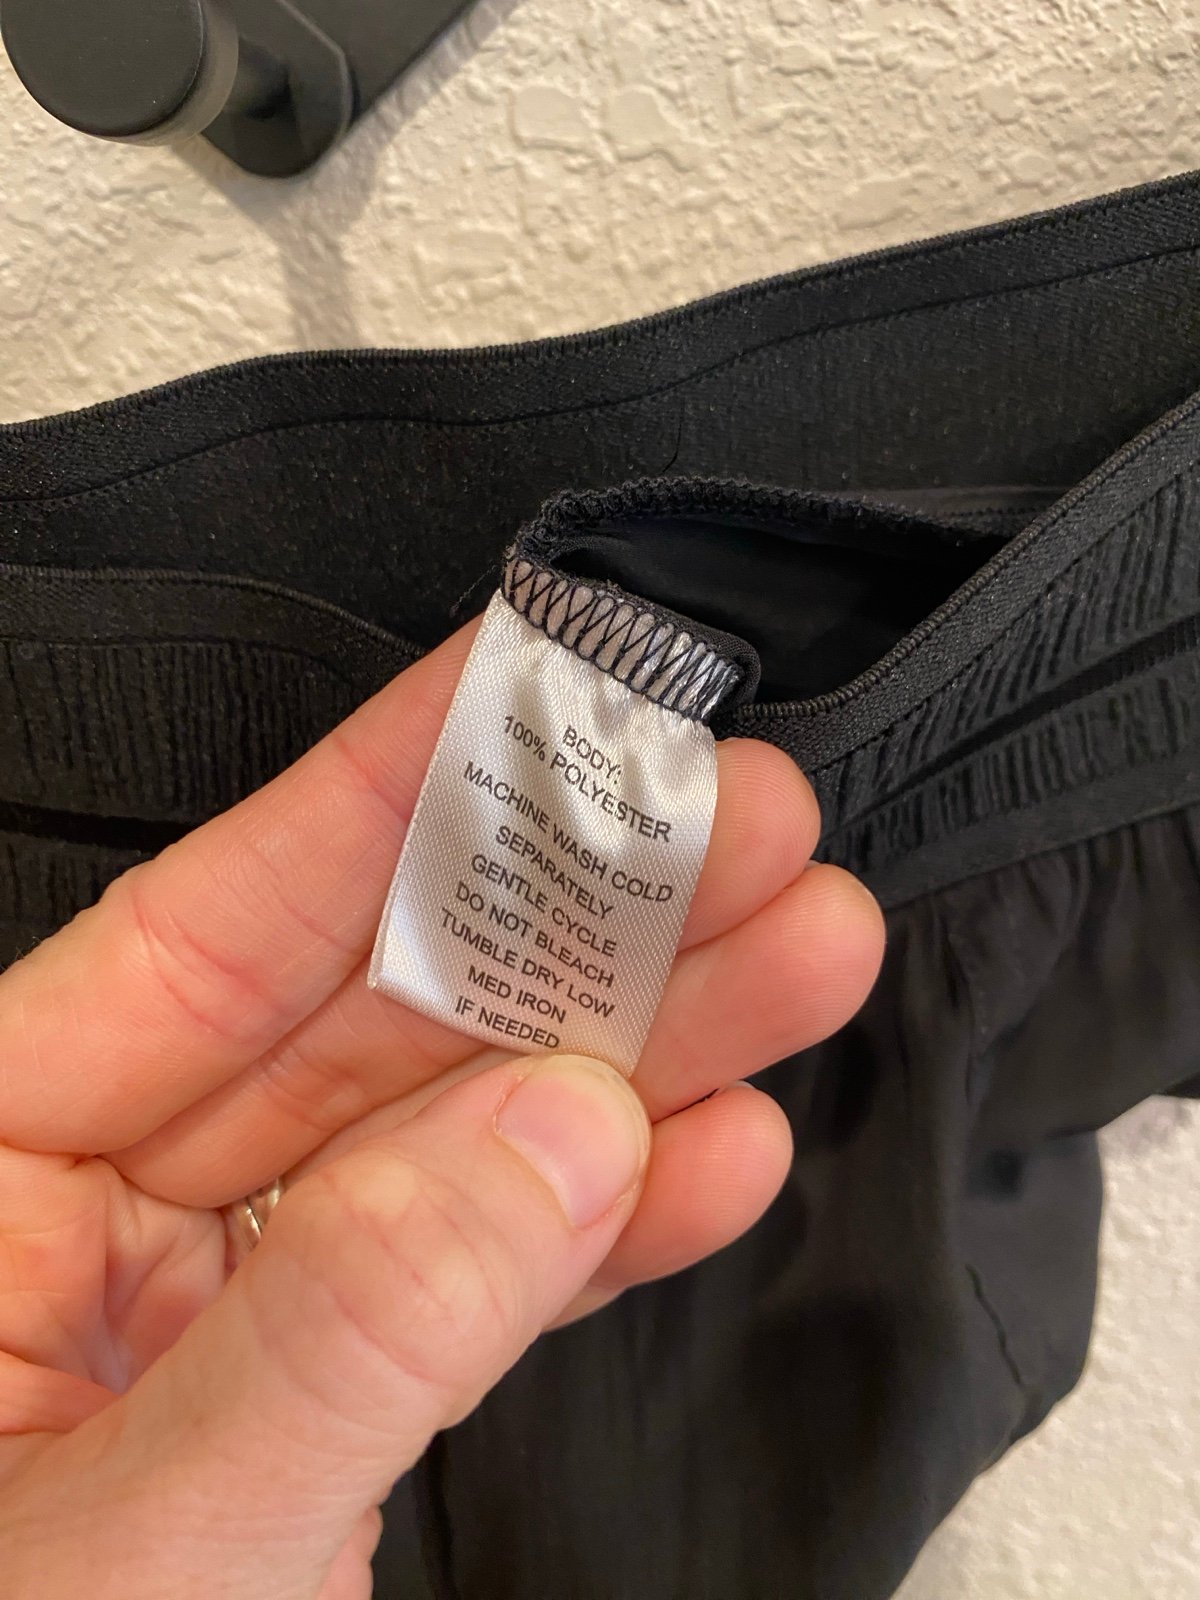 BODY:
100% POLYESTER
MACHINE WASH COLD
SEPARATELY
GENTLE CYCLE
DO NOT BLEACH
TUMBLE DRY LOW
MED IRON
IF NEEDED